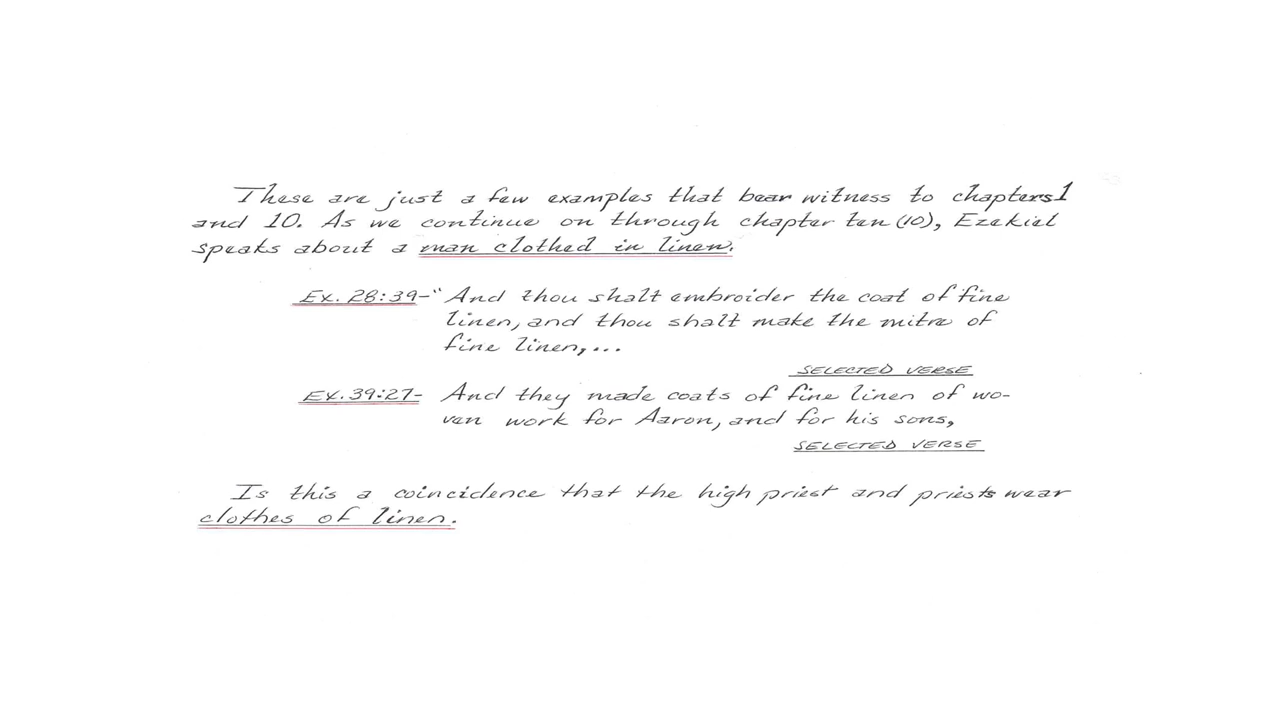 These are just a few examples that bear witness to chapters 1
and 10. As we continue on through chapter ten (10), Ezekiel
speaks about a man clothed in linen.
Ex. 28:39-" And thou shalt embroider the coat of fine
linen, and thou shalt make the mitre of
fine linen,...
SELECTED VERSE
Ex. 39:27- And they made coats of fine linen of wo-
ven work for Aaron, and for his sons,
SELECTED VERSE
Is this a coincidence that the high priest and priests wear
clothes of linen.